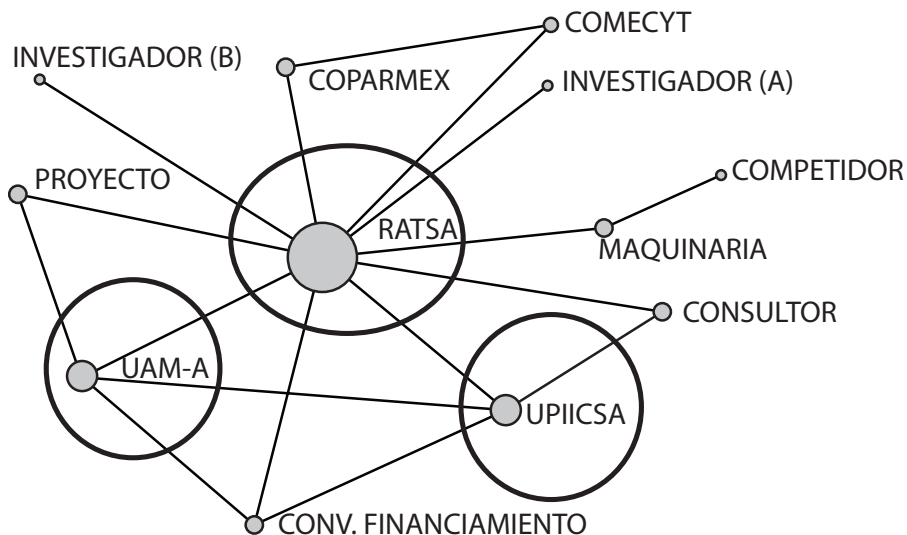 COMECYT
INVESTIGADOR (B)
COPARMEX
INVESTIGADOR (A)
COMPETIDOR
PROYECTO
RATSA
MAQUINARIA
CONSULTOR
UAM-A
UPIICSA
CONV. FINANCIAMIENTO